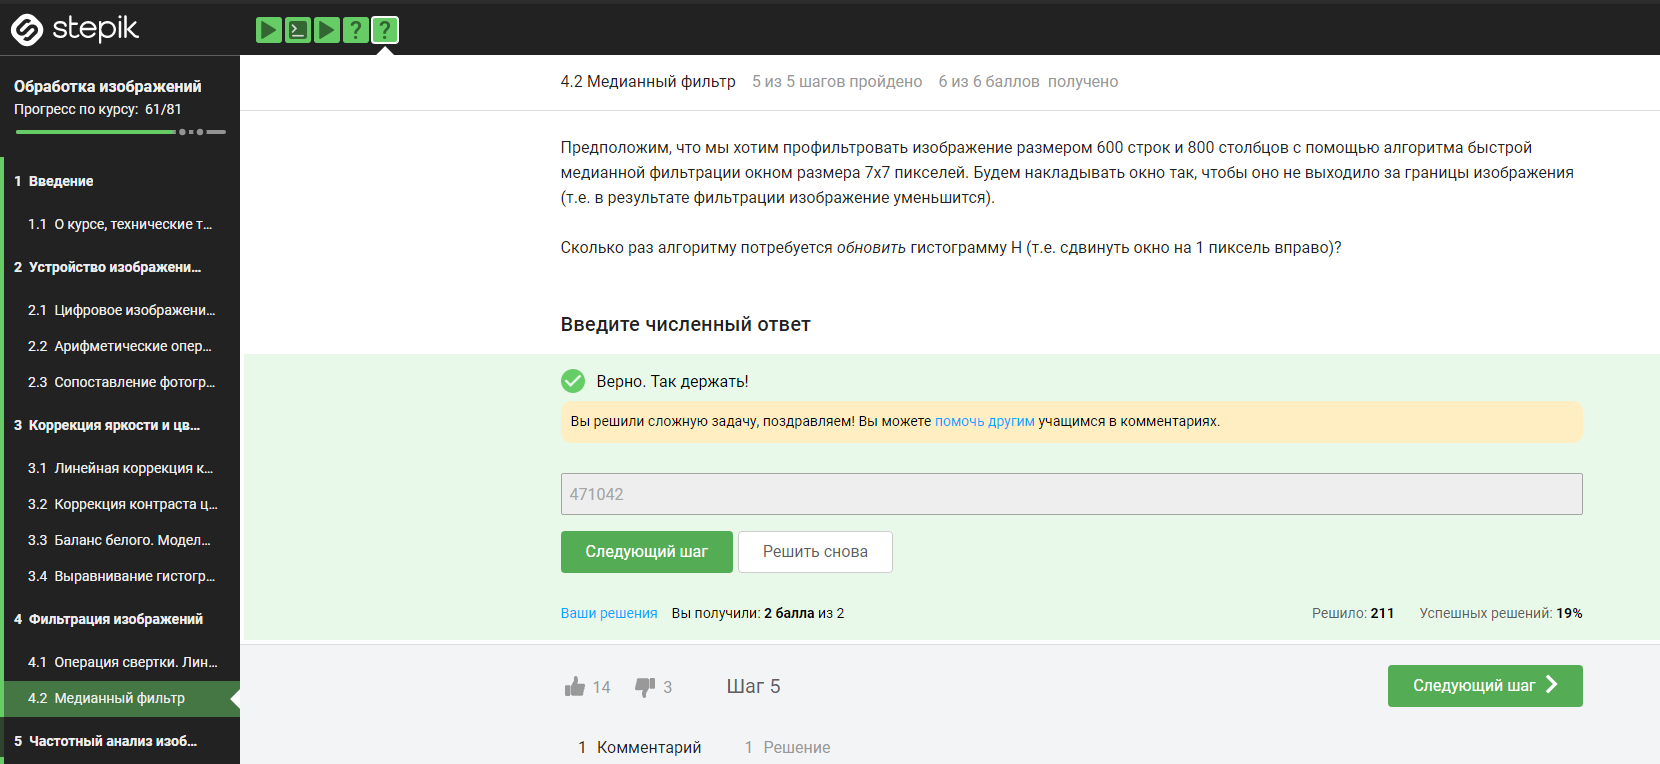 stepik
Обработка изображений
Прогресс по курсу: 61/81
1 Введение
1.1 О курсе, технические т...
2 Устройство изображени...
2.1 Цифровое изображени...
2.2 Арифметические опер...
2.3 Сопоставление фотогр...
3 Коррекция яркости и цв...
3.1 Линейная коррекция к...
3.2 Коррекция контраста ц...
3.3 Баланс белого. Модел...
3.4 Выравнивание гистогр...
4 Фильтрация изображений
4.1 Операция свертки. Лин...
4.2 Медианный фильтр
5 Частотный анализ изоб...
4.2 Медианный фильтр 5 из 5 шагов пройдено 6 из 6 баллов получено
Предположим, что мы хотим профильтровать изображение размером 600 строк и 800 столбцов с помощью алгоритма быстрой
медианной фильтрации окном размера 7x7 пикселей. Будем накладывать окно так, чтобы оно не выходило за границы изображения
(т.е. в результате фильтрации изображение уменьшится).
Сколько раз алгоритму потребуется обновить гистограмму H (т.е. сдвинуть окно на 1 пиксель вправо)?
Введите численный ответ
Верно. Так держать!
Вы решили сложную задачу, поздравляем! Вы можете помочь другим учащимся в комментариях.
471042
Следующий шаг Решить снова
Ваши решения Вы получили: 2 балла из 2 Решило: 211 Успешных решений: 19%
14 3 Шаг 5 Следующий шаг
1 Комментарий 1 Решение